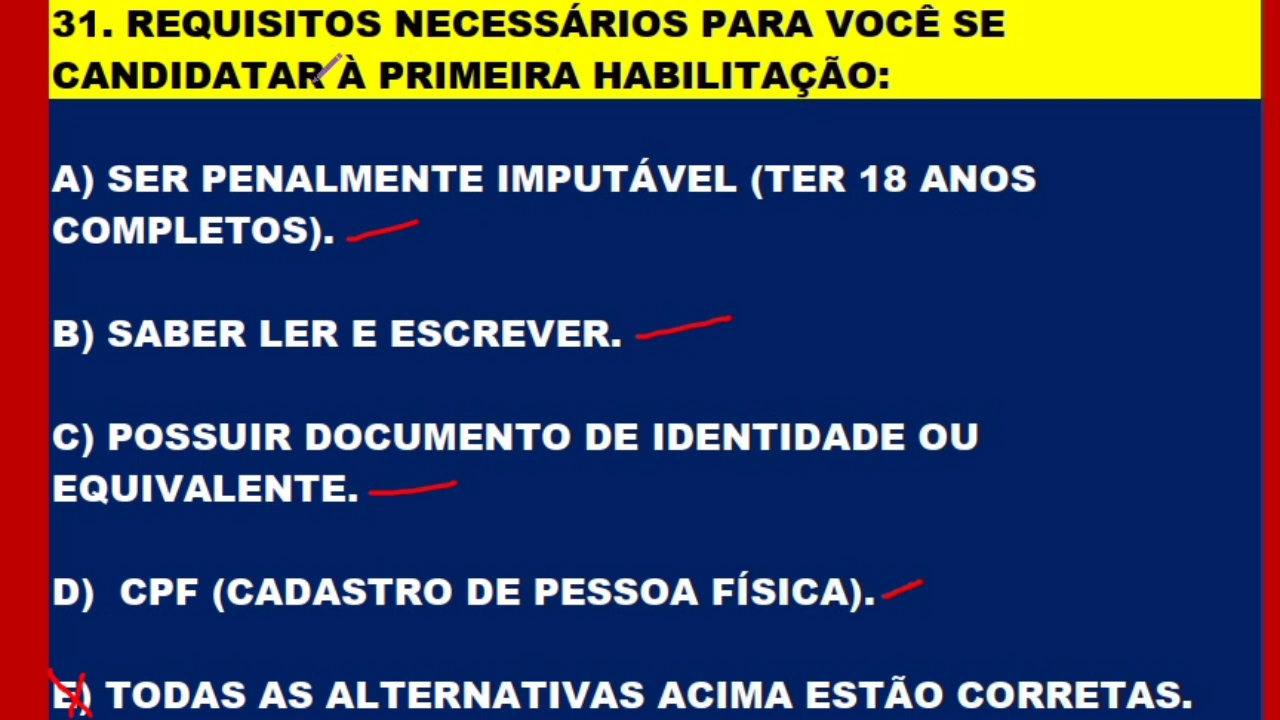 31. REQUISITOS NECESSÁRIOS PARA VOCÊ SE
CANDIDATAR À PRIMEIRA HABILITAÇÃO:
A) SER PENALMENTE IMPUTÁVEL (TER 18 ANOS
COMPLETOS).
B) SABER LER E ESCREVER.
C) POSSUIR DOCUMENTO DE IDENTIDADE OU
EQUIVALENTE.
D) CPF (CADASTRO DE PESSOA FÍSICA).
E) TODAS AS ALTERNATIVAS ACIMA ESTÃO CORRETAS.